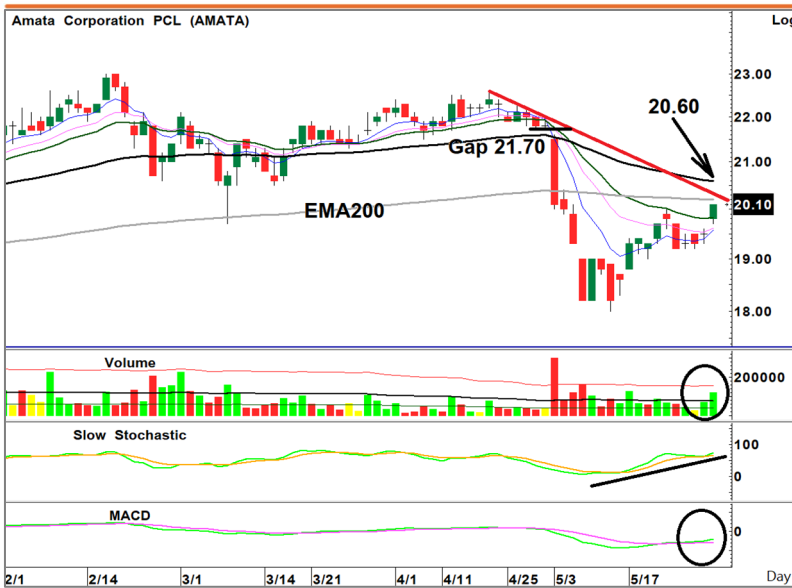 Amata Corporation PCL (AMATA)
Log
23.00
22.00
20.60
Gap 21.70
21.00
EMA200
20.10
19.00
18.00
Volume
200000
Slow Stochastic
100
0
MACD
0
2/1 2/14 3/1 3/14 3/21 4/1 4/11 4/25 5/3 5/17 Day